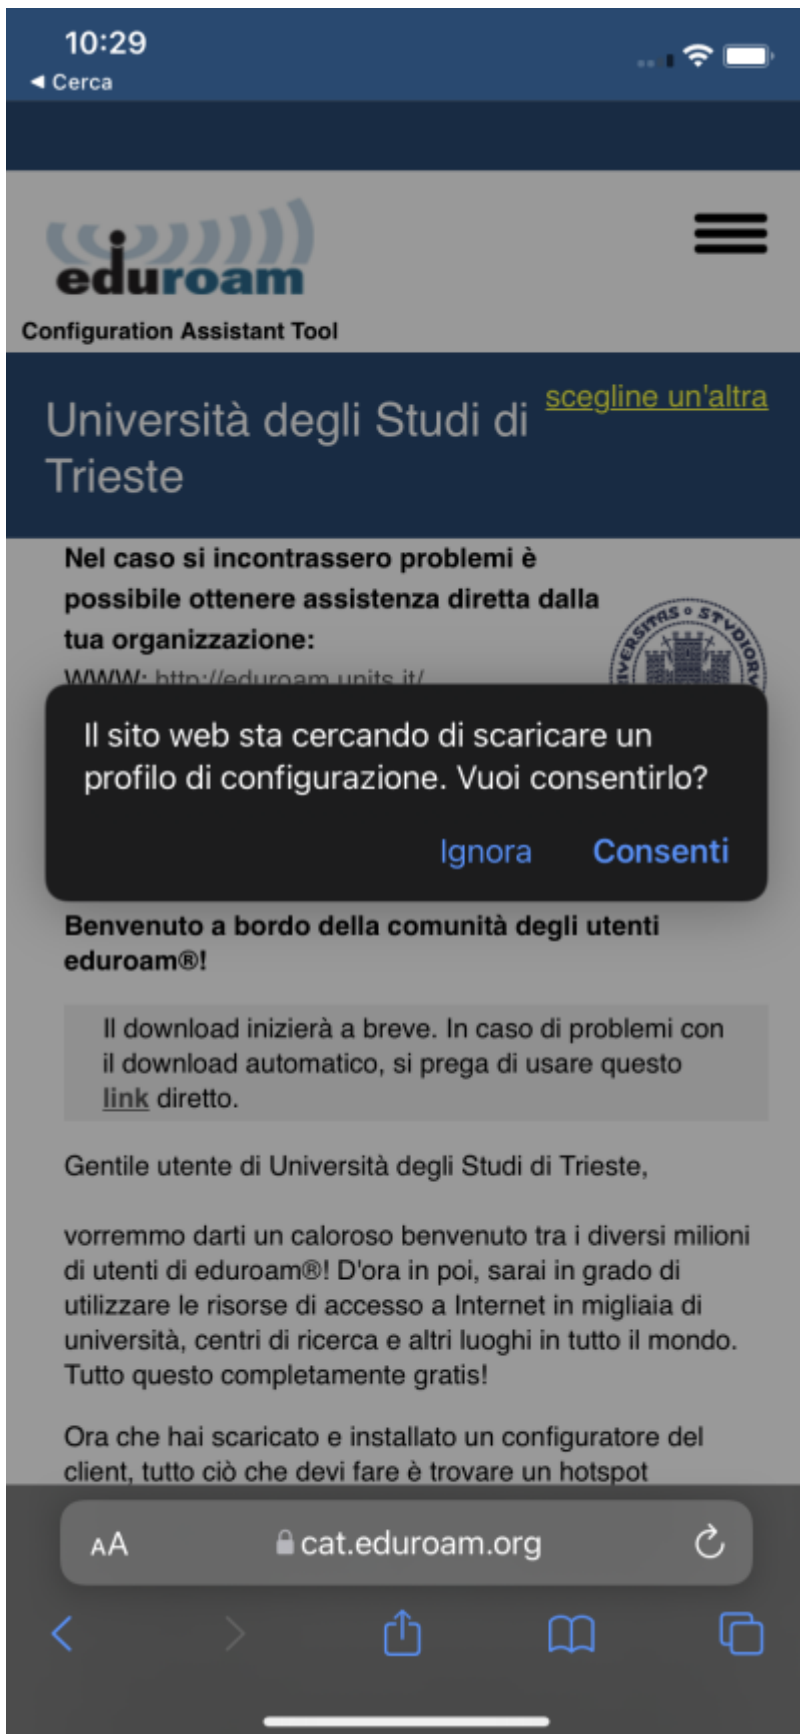 10:29
◀ Cerca
eduroam
Configuration Assistant Tool
scegline un'altra
Università degli Studi di
Trieste
Nel caso si incontrassero problemi è
possibile ottenere assistenza diretta dalla
tua organizzazione:
WWW: http://eduroam.units.it/
VERSITAS STVDIORV
Il sito web sta cercando di scaricare un
profilo di configurazione. Vuoi consentirlo?
Ignora
Consenti
Benvenuto a bordo della comunità degli utenti
eduroam®!
Il download inizierà a breve. In caso di problemi con
il download automatico, si prega di usare questo
link diretto.
Gentile utente di Università degli Studi di Trieste,
vorremmo darti un caloroso benvenuto tra i diversi milioni
di utenti di eduroam®! D'ora in poi, sarai in grado di
utilizzare le risorse di accesso a Internet in migliaia di
università, centri di ricerca e altri luoghi in tutto il mondo.
Tutto questo completamente gratis!
Ora che hai scaricato e installato un configuratore del
client, tutto ciò che devi fare è trovare un hotspot
AA
cat.eduroam.org